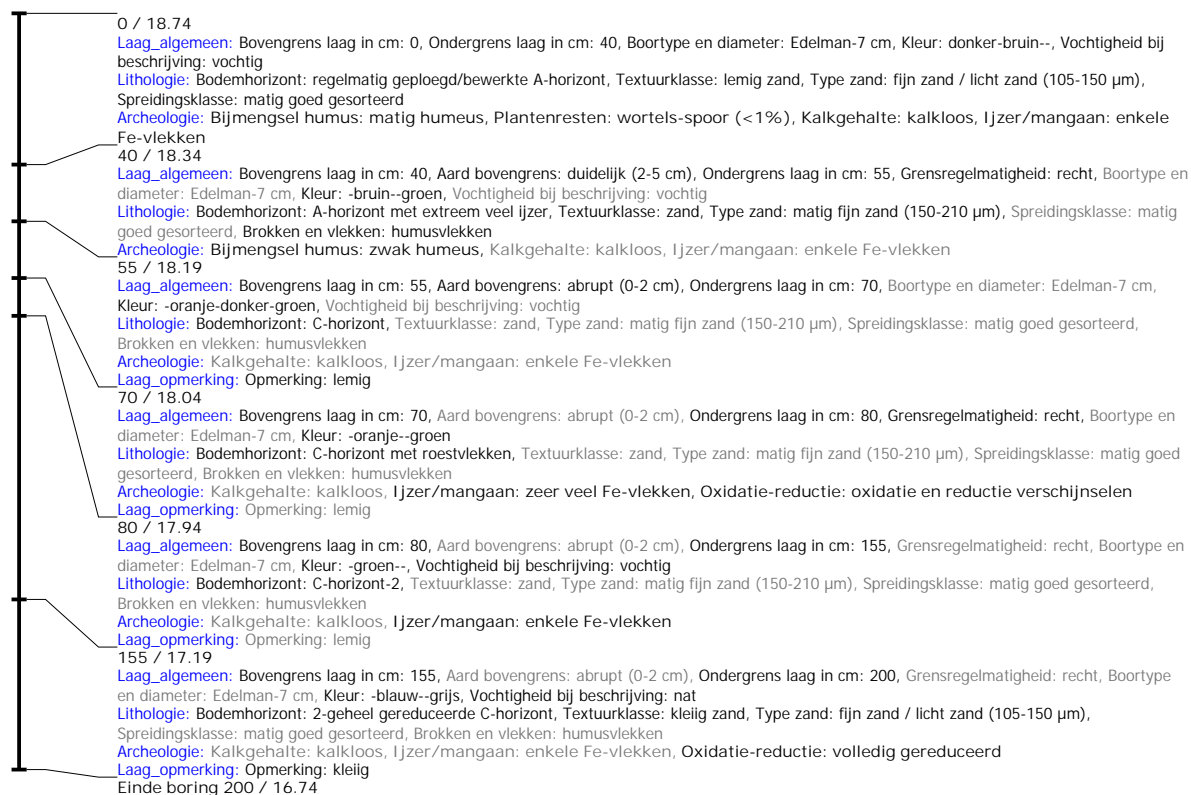 0 / 18.74
Laag_algemeen: Bovengrens laag in cm: 0, Ondergrens laag in cm: 40, Boortype en diameter: Edelman-7 cm, Kleur: donker-bruin--, Vochtigheid bij
beschrijving: vochtig
Lithologie: Bodemhorizont: regelmatig geploegd/bewerkte A-horizont, Textuurklasse: lemig zand, Type zand: fijn zand / licht zand (105-150 µm),
Spreidingsklasse: matig goed gesorteerd
Archeologie: Bijmengsel humus: matig humeus, Plantenresten: wortels-spoor (<1%), Kalkgehalte: kalkloos, Ijzer/mangaan: enkele
Fe-vlekken
40 / 18.34
Laag_algemeen: Bovengrens laag in cm: 40, Aard bovengrens: duidelijk (2-5 cm), Ondergrens laag in cm: 55, Grensregelmatigheid: recht, Boortype en
diameter: Edelman-7 cm, Kleur: -bruin--groen, Vochtigheid bij beschrijving: vochtig
Lithologie: Bodemhorizont: A-horizont met extreem veel ijzer, Textuurklasse: zand, Type zand: matig fijn zand (150-210 µm), Spreidingsklasse: matig
goed gesorteerd, Brokken en vlekken: humusvlekken
Archeologie: Bijmengsel humus: zwak humeus, Kalkgehalte: kalkloos, Ijzer/mangaan: enkele Fe-vlekken
55 / 18.19
Laag_algemeen: Bovengrens laag in cm: 55, Aard bovengrens: abrupt (0-2 cm), Ondergrens laag in cm: 70, Boortype en diameter: Edelman-7 cm,
Kleur: -oranje-donker-groen, Vochtigheid bij beschrijving: vochtig
Lithologie: Bodemhorizont: C-horizont, Textuurklasse: zand, Type zand: matig fijn zand (150-210 µm), Spreidingsklasse: matig goed gesorteerd,
Brokken en vlekken: humusvlekken
Archeologie: Kalkgehalte: kalkloos, Ijzer/mangaan: enkele Fe-vlekken
Laag_opmerking: Opmerking: lemig
70 / 18.04
Laag_algemeen: Bovengrens laag in cm: 70, Aard bovengrens: abrupt (0-2 cm), Ondergrens laag in cm: 80, Grensregelmatigheid: recht, Boortype en
diameter: Edelman-7 cm, Kleur: -oranje--groen
Lithologie: Bodemhorizont: C-horizont met roestvlekken, Textuurklasse: zand, Type zand: matig fijn zand (150-210 µm), Spreidingsklasse: matig goed
gesorteerd, Brokken en vlekken: humusvlekken
Archeologie: Kalkgehalte: kalkloos, Ijzer/mangaan: zeer veel Fe-vlekken, Oxidatie-reductie: oxidatie en reductie verschijnselen
Laag_opmerking: Opmerking: lemig
80 / 17.94
Laag_algemeen: Bovengrens laag in cm: 80, Aard bovengrens: abrupt (0-2 cm), Ondergrens laag in cm: 155, Grensregelmatigheid: recht, Boortype en
diameter: Edelman-7 cm, Kleur: -groen--, Vochtigheid bij beschrijving: vochtig
Lithologie: Bodemhorizont: C-horizont-2, Textuurklasse: zand, Type zand: matig fijn zand (150-210 µm), Spreidingsklasse: matig goed gesorteerd,
Brokken en vlekken: humusvlekken
Archeologie: Kalkgehalte: kalkloos, Ijzer/mangaan: enkele Fe-vlekken
Laag_opmerking: Opmerking: lemig
155 / 17.19
Laag_algemeen: Bovengrens laag in cm: 155, Aard bovengrens: abrupt (0-2 cm), Ondergrens laag in cm: 200, Grensregelmatigheid: recht, Boortype
en diameter: Edelman-7 cm, Kleur: -blauw--grijs, Vochtigheid bij beschrijving: nat
Lithologie: Bodemhorizont: 2-geheel gereduceerde C-horizont, Textuurklasse: kleiig zand, Type zand: fijn zand / licht zand (105-150 µm),
Spreidingsklasse: matig goed gesorteerd, Brokken en vlekken: humusvlekken
Archeologie: Kalkgehalte: kalkloos, Ijzer/mangaan: enkele Fe-vlekken, Oxidatie-reductie: volledig gereduceerd
Laag_opmerking: Opmerking: kleiig
Einde boring 200 / 16.74